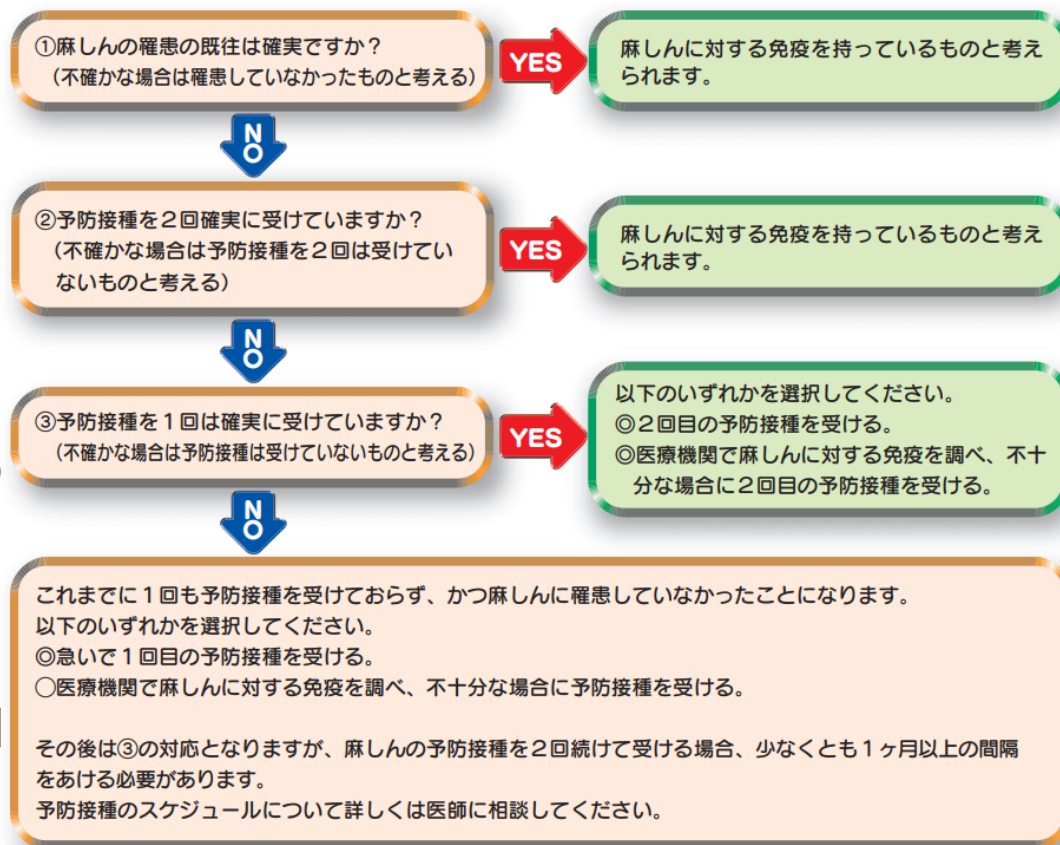 ①麻しんの罹患の既往は確実ですか？
（不確かな場合は罹患していなかったものと考える）
YES
麻しんに対する免疫を持っているものと考え
られます。
NO
②予防接種を２回確実に受けていますか？
（不確かな場合は予防接種を２回は受けてい
ないものと考える）
YES
麻しんに対する免疫を持っているものと考え
られます。
NO
③予防接種を１回は確実に受けていますか？
（不確かな場合は予防接種は受けていないものと考える）
YES
以下のいずれかを選択してください。
◎２回目の予防接種を受ける。
◎医療機関で麻しんに対する免疫を調べ、不十
分な場合に２回目の予防接種を受ける。
NO
これまでに１回も予防接種を受けておらず、かつ麻しんに罹患していなかったことになります。
以下のいずれかを選択してください。
◎急いで１回目の予防接種を受ける。
○医療機関で麻しんに対する免疫を調べ、不十分な場合に予防接種を受ける。
その後は③の対応となりますが、麻しんの予防接種を２回続けて受ける場合、少なくとも１ヶ月以上の間隔
をあける必要があります。
予防接種のスケジュールについて詳しくは医師に相談してください。